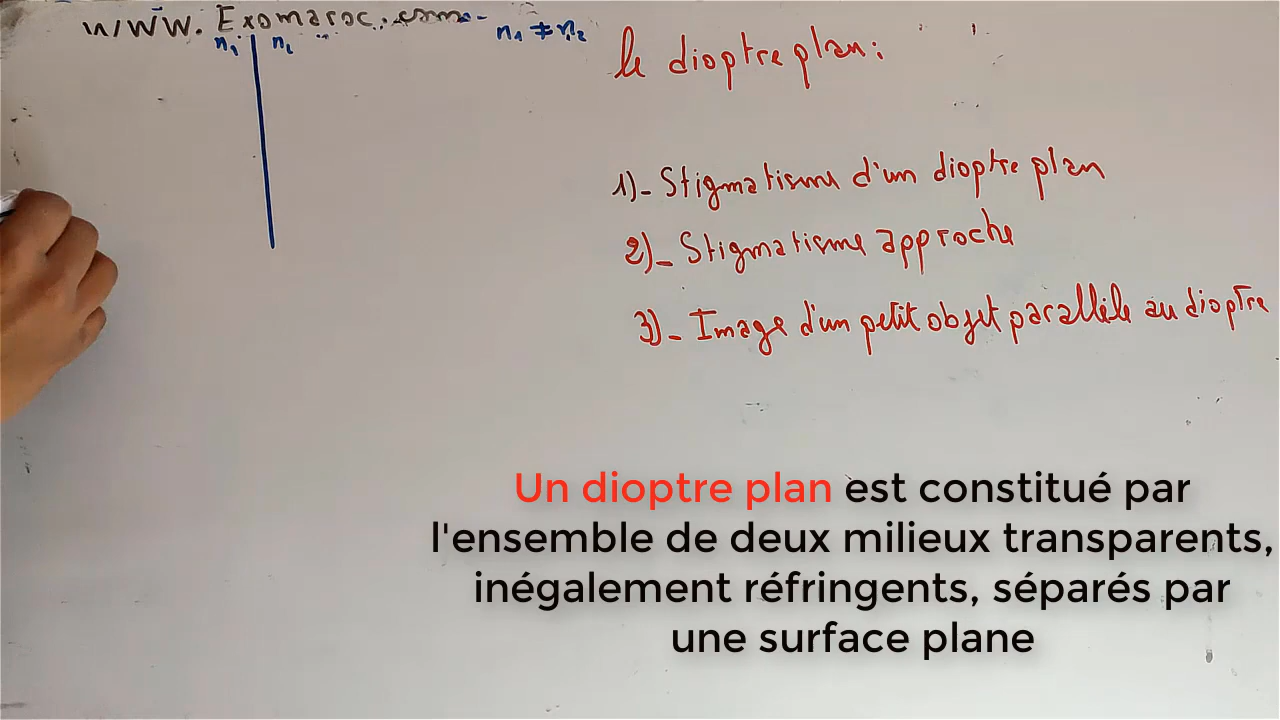 www. Exomaroc.com
n₁ n₂ n₁ ≠ n₂
le dioptre plan:
1)- Stigmatisme d'un dioptre plan
2)- Stigmatisme approche
3)- Image d'un petit objet parallèle au dioptre
Un dioptre plan est constitué par
l'ensemble de deux milieux transparents,
inégalement réfringents, séparés par
une surface plane